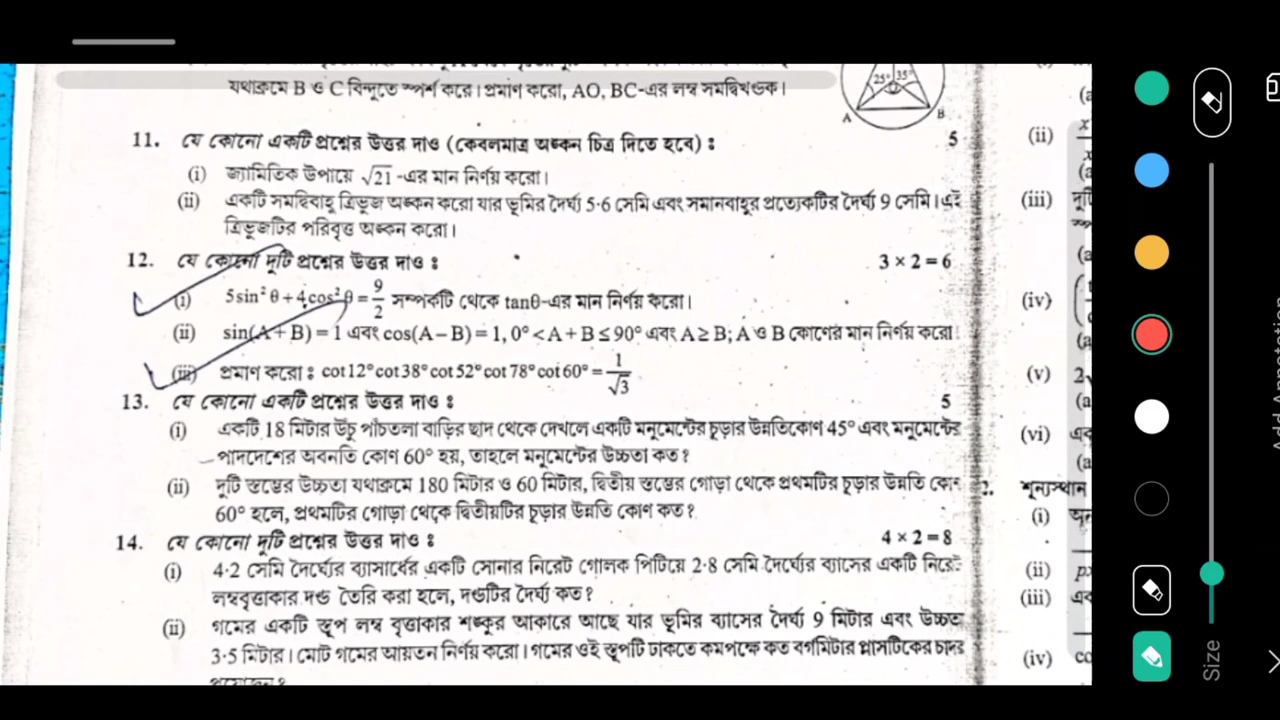 যথাক্রমে B ও C বিন্দুতে স্পর্শ করে। প্রমাণ করো, AO, BC-এর লম্ব সমদ্বিখণ্ডক।
25° 35°
A B
11. যে কোনো একটি প্রশ্নের উত্তর দাও (কেবলমাত্র অঙ্কন চিত্র দিতে হবে) : 5
(i) জ্যামিতিক উপায়ে √21 -এর মান নির্ণয় করো।
(ii) একটি সমদ্বিবাহু ত্রিভুজ অঙ্কন করো যার ভূমির দৈর্ঘ্য 5·6 সেমি এবং সমানবাহুর প্রত্যেকটির দৈর্ঘ্য 9 সেমি। এই
ত্রিভুজটির পরিবৃত্ত অঙ্কন করো।
12. যে কোনো দুটি প্রশ্নের উত্তর দাও : 3 × 2 = 6
(i) 5sin²θ + 4cos²θ = 9/2 সম্পর্কটি থেকে tanθ-এর মান নির্ণয় করো।
(ii) sin(A + B) = 1 এবং cos(A – B) = 1, 0° < A + B ≤ 90° এবং A ≥ B; A ও B কোণের মান নির্ণয় করো।
(iii) প্রমাণ করো : cot12° cot38° cot52° cot78° cot60° = 1/√3
13. যে কোনো একটি প্রশ্নের উত্তর দাও : 5
(i) একটি 18 মিটার উঁচু পাঁচতলা বাড়ির ছাদ থেকে দেখলে একটি মনুমেন্টের চূড়ার উন্নতিকোণ 45° এবং মনুমেন্টের
পাদদেশের অবনতি কোণ 60° হয়, তাহলে মনুমেন্টের উচ্চতা কত?
(ii) দুটি স্তম্ভের উচ্চতা যথাক্রমে 180 মিটার ও 60 মিটার, দ্বিতীয় স্তম্ভের গোড়া থেকে প্রথমটির চূড়ার উন্নতি কোণ
60° হলে, প্রথমটির গোড়া থেকে দ্বিতীয়টির চূড়ার উন্নতি কোণ কত?
14. যে কোনো দুটি প্রশ্নের উত্তর দাও : 4 × 2 = 8
(i) 4·2 সেমি দৈর্ঘ্যের ব্যাসার্ধের একটি সোনার নিরেট গোলক পিটিয়ে 2·8 সেমি দৈর্ঘ্যের ব্যাসের একটি নিরেট
লম্ববৃত্তাকার দন্ড তৈরি করা হলে, দণ্ডটির দৈর্ঘ্য কত?
(ii) গমের একটি স্তূপ লম্ব বৃত্তাকার শঙ্কুর আকারে আছে যার ভূমির ব্যাসের দৈর্ঘ্য 9 মিটার এবং উচ্চতা
3·5 মিটার। মোট গমের আয়তন নির্ণয় করো। গমের ওই স্তূপটি ঢাকতে কমপক্ষে কত বর্গমিটার প্লাসটিকের চাদর
(ii) x
(iii) দুটি
(iv)
(v) 2
(vi)
2. শূন্যস্থান
(i)
(ii) px
(iii)
(iv)
Size
Add Annotation